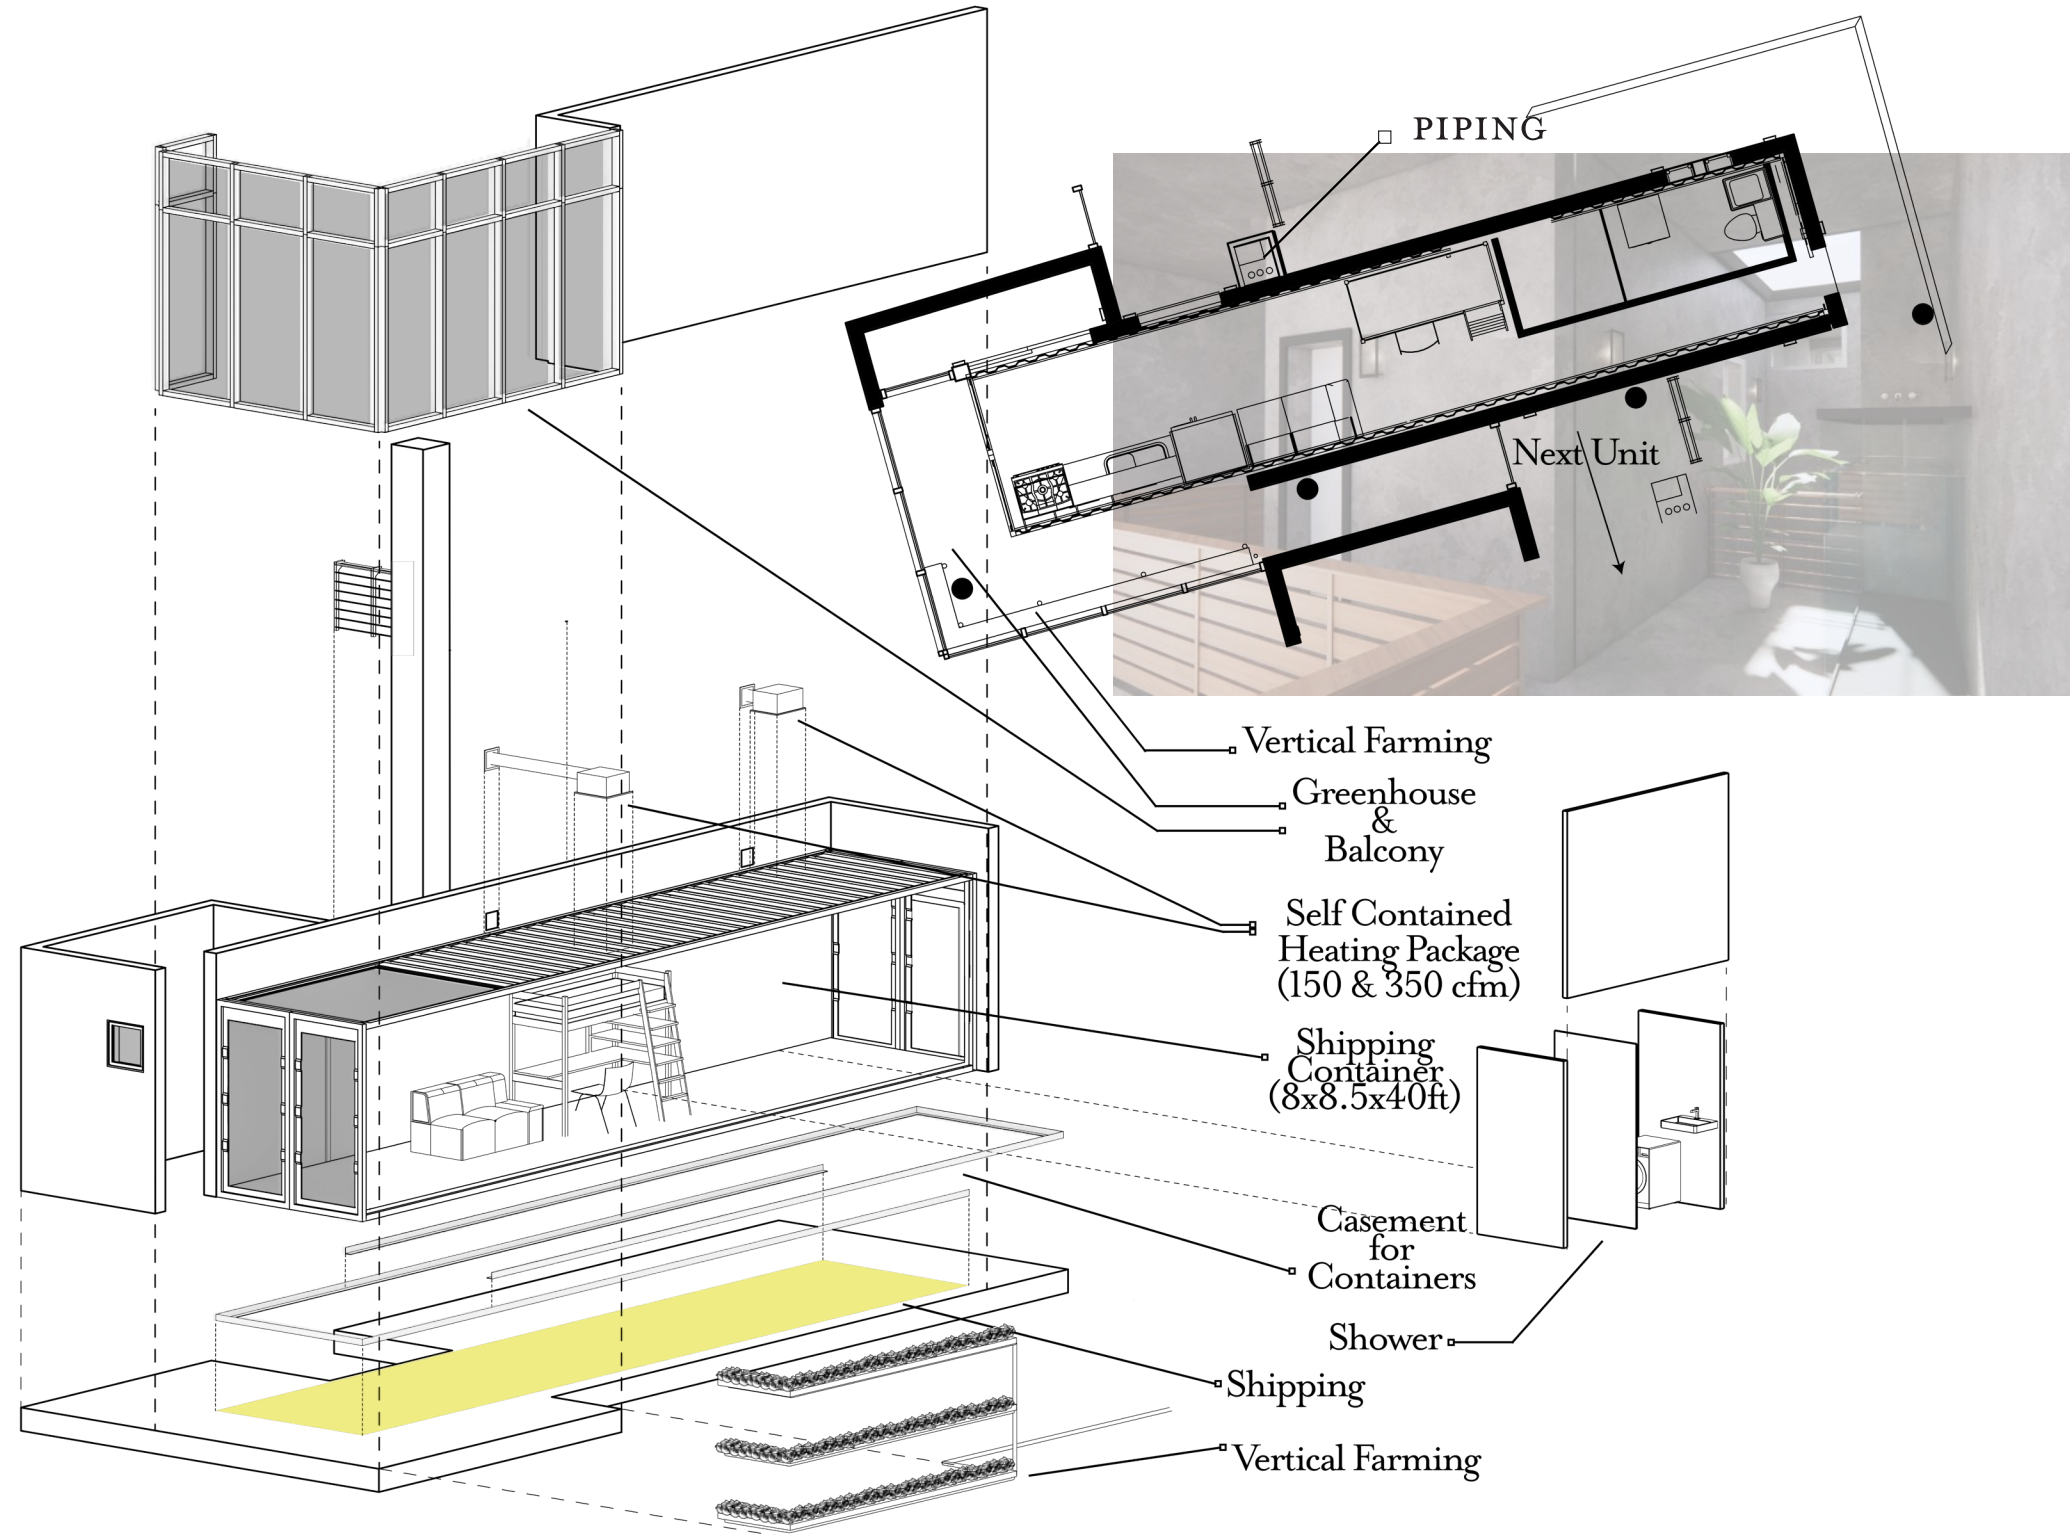 PIPING
Next Unit
Vertical Farming
Greenhouse
&
Balcony
Self Contained
Heating Package
(150 & 350 cfm)
Shipping
Container
(8x8.5x40ft)
Casement
for
Containers
Shower
Shipping
Vertical Farming